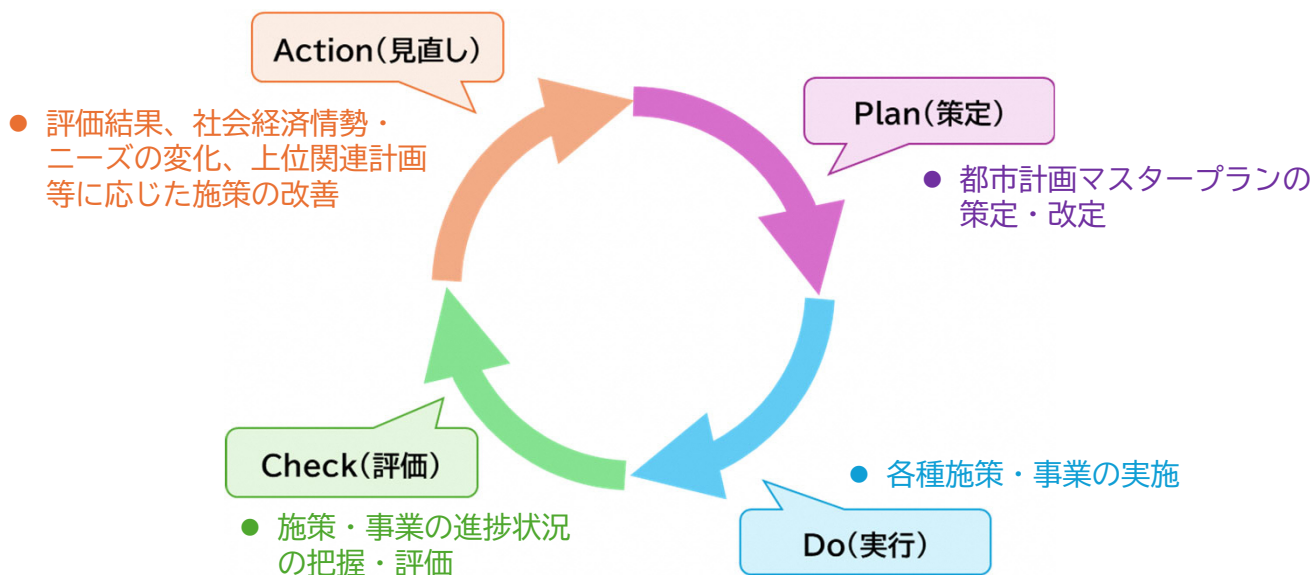 Action(見直し)
● 評価結果、社会経済情勢・
ニーズの変化、上位関連計画
等に応じた施策の改善
Plan(策定)
● 都市計画マスタープランの
策定・改定
Check(評価)
● 施策・事業の進捗状況
の把握・評価
● 各種施策・事業の実施
Do(実行)